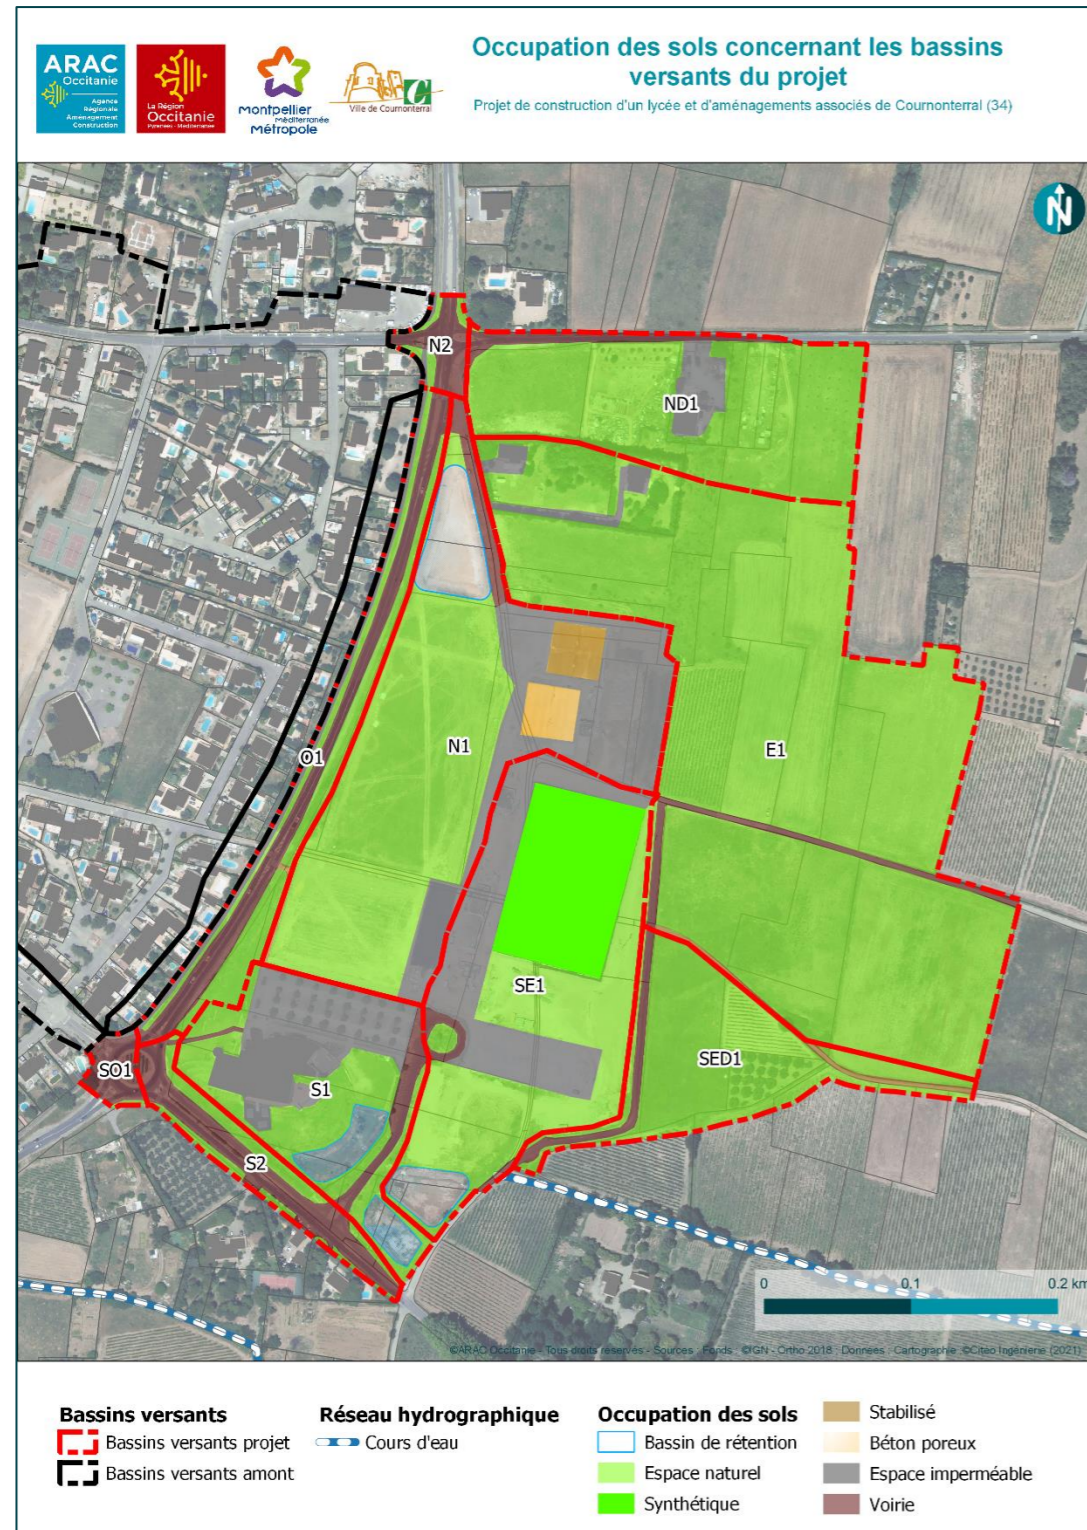 ARAC
Occitanie
Agence
Régionale
Aménagement
Construction
La Région
Occitanie
Pyrénées - Méditerranée
montpellier
méditerranée
métropole
Ville de Cournonterral
Occupation des sols concernant les bassins
versants du projet
Projet de construction d'un lycée et d'aménagements associés de Cournonterral (34)
N
N2
ND1
O1
N1
E1
SE1
SED1
SO1
S1
S2
0 0.1 0.2 km
©ARAC Occitanie - Tous droits réservés - Sources : Fonds : ©IGN - Ortho 2018 ; Données : Cartographie : ©Citéo Ingénierie (2021)
Bassins versants
Bassins versants projet
Bassins versants amont
Réseau hydrographique
Cours d'eau
Occupation des sols
Bassin de rétention
Espace naturel
Synthétique
Stabilisé
Béton poreux
Espace imperméable
Voirie